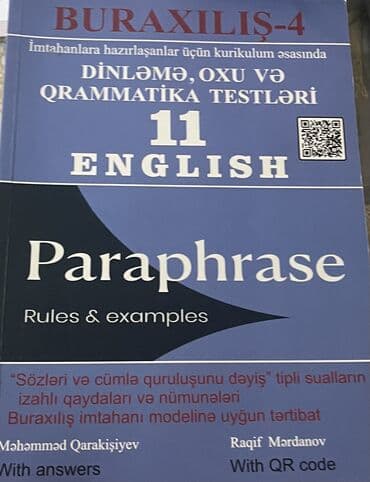 BURAXILIŞ-4
İmtahanlara hazırlaşanlar üçün kurikulum əsasında
DİNLƏMƏ, OXU VƏ
QRAMMATİKA TESTLƏRİ
11
ENGLISH
Paraphrase
Rules & examples
"Sözləri və cümlə quruluşunu dəyiş" tipli sualların
izahlı qaydaları və nümunələri
Buraxılış imtahanı modelinə uyğun tərtibat
Məhəmməd Qarakişiyev
Raqif Mərdanov
With answers
With QR code